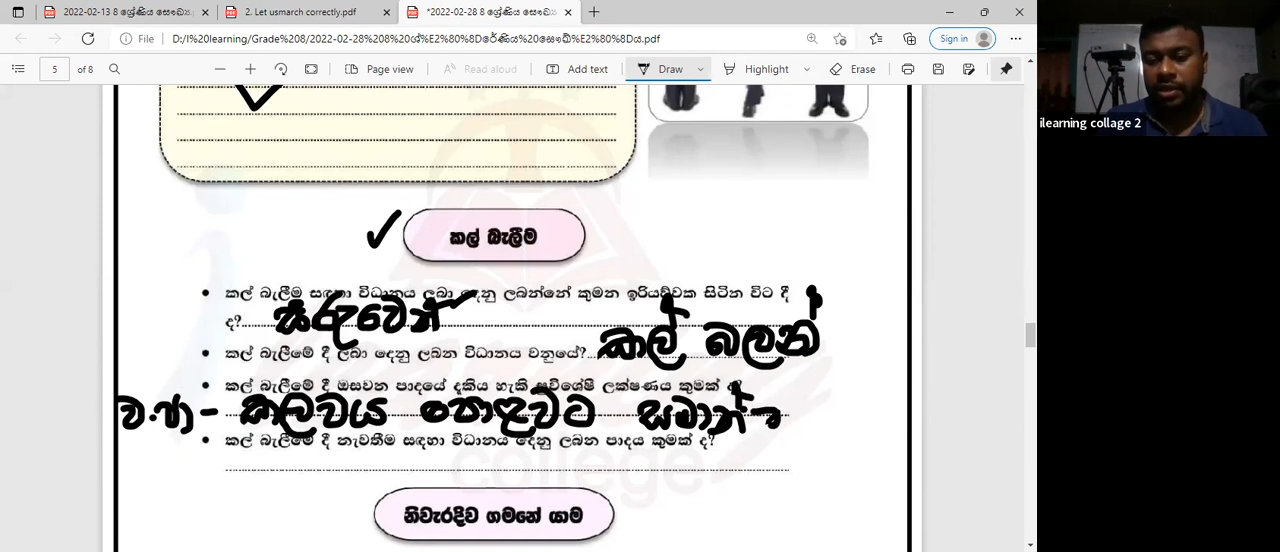 2022-02-13 8 ශ්‍රේණිය සෞඛ්‍ය
2. Let usmarch correctly.pdf
*2022-02-28 8 ශ්‍රේණිය සෞඛ්‍ය
File
D:/I%20learning/Grade%208/2022-02-28%208%20ශ්%E2%80%8Dරේණිය%20සෞඛ්%E2%80%8Dය.pdf
Sign in
5 of 8
Page view
Read aloud
Add text
Draw
Highlight
Erase
ilearning collage 2
කල් බැලීම
කල් බැලීම සඳහා විධානය ලබා දෙනු ලබන්නේ කුමන ඉරියව්වක සිටින විට දී
ද?
සීරුවෙන්
කල් බැලීමේ දී ලබා දෙනු ලබන විධානය වනුයේ? කල් බලන්
කල් බැලීමේ දී ඔසවන පාදයේ දැකිය හැකි සුවිශේෂී ලක්ෂණය කුමක් ද?
ව.පා - කලවය පොළවට සමාන්ත
කල් බැලීමේ දී නැවතීම සඳහා විධානය දෙනු ලබන පාදය කුමක් ද?
college
නිවැරදිව ගමනේ යාම